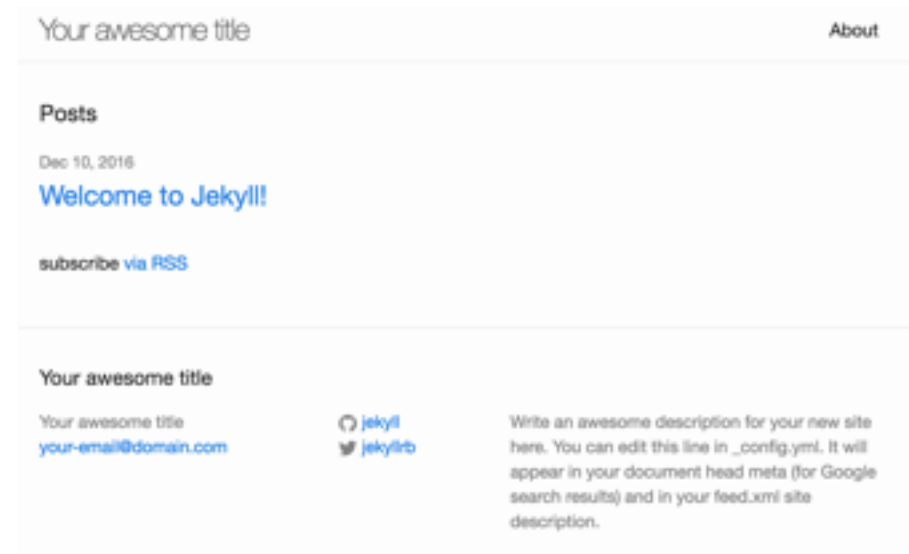 Your awesome title
About
Posts
Dec 10, 2016
Welcome to Jekyll!
subscribe via RSS
Your awesome title
Your awesome title
your-email@domain.com
jekyll
jekyllrb
Write an awesome description for your new site
here. You can edit this line in _config.yml. It will
appear in your document head meta (for Google
search results) and in your feed.xml site
description.